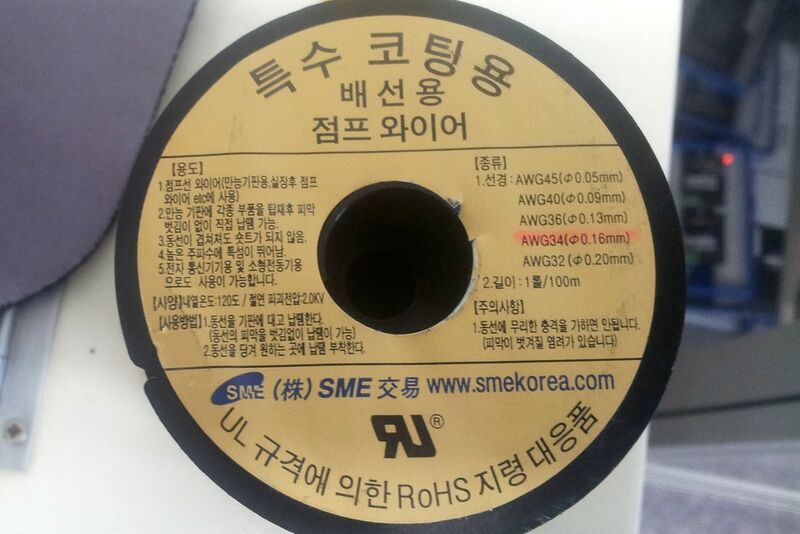 특수 코팅용
배선용
점프 와이어
【용도】
1.점프선 와이어(만능기판용,실장후 점프
와이어 etc에 사용)
2.만능 기판에 각종 부품을 탑재후 피막
벗김이 없이 직접 납땜 가능.
3.동선이 겹쳐져도 숏트가 되지 않음.
4.높은 주파수에 특성이 뛰어남.
5.전자 통신기기용 및 소형전동기용
으로도 사용이 가능합니다.
【사양】내열온도:120도 / 절연 파괴전압:2.0KV
【사용방법】1.동선을 기판에 대고 납땜한다.
(동선의 피막을 벗김없이 납땜이 가능)
2.동선을 당겨 원하는 곳에 납땜 부착한다.
【종류】
1.선경 : AWG45(Φ0.05mm)
AWG40(Φ0.09mm)
AWG36(Φ0.13mm)
AWG34(Φ0.16mm)
AWG32(Φ0.20mm)
2.길이 : 1롤/100m
【주의사항】
1.동선에 무리한 충격을 가하면 안됩니다.
(피막이 벗겨질 염려가 있습니다)
SME (株) SME 交易 www.smekorea.com
RU®
UL 규격에 의한 RoHS 지령 대응품